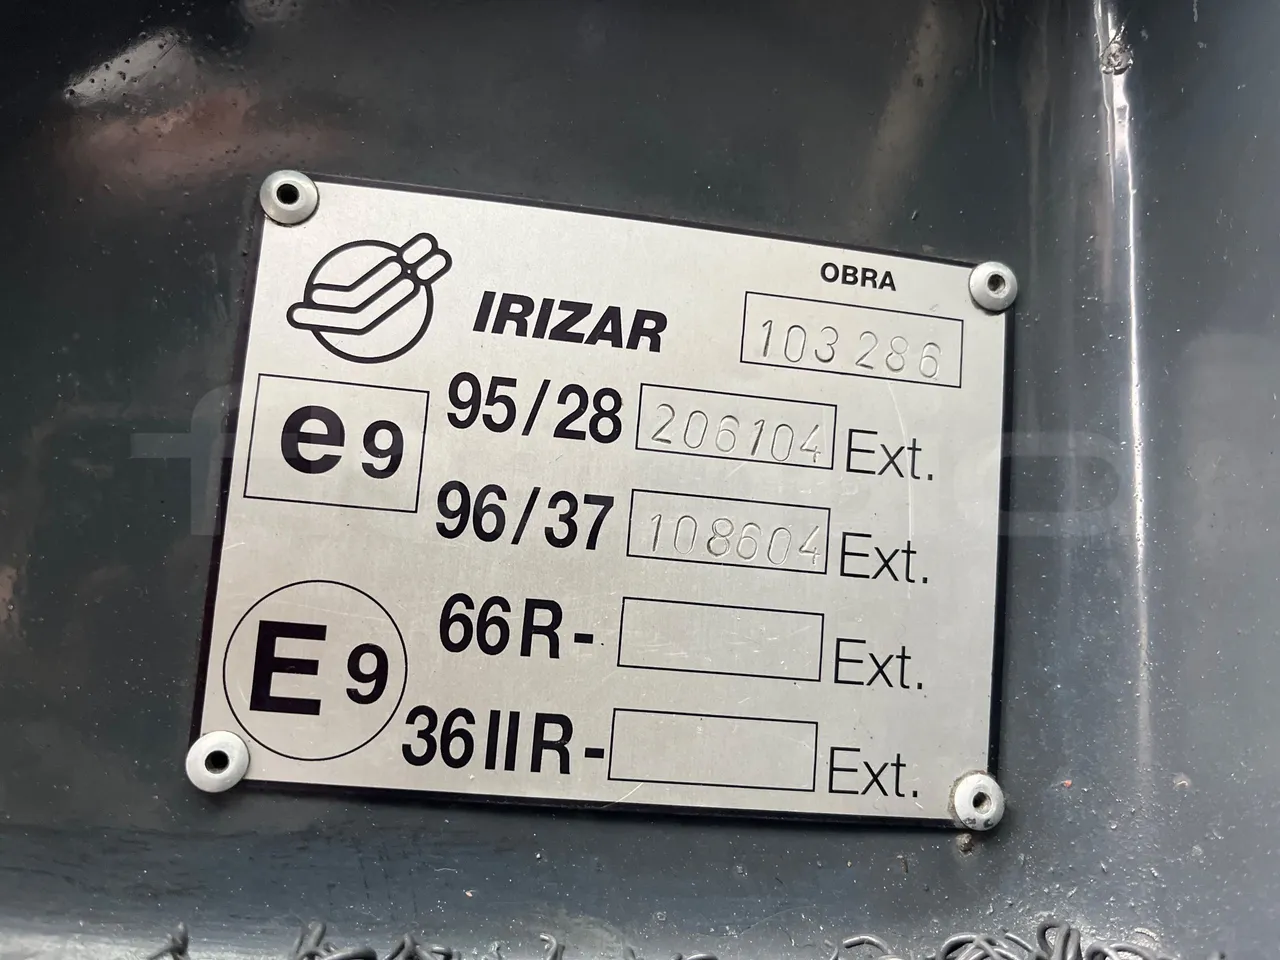 OBRA
IRIZAR 103286
e9 95/28 206104 Ext.
96/37 108604 Ext.
66R- Ext.
E9 36IIR- Ext.